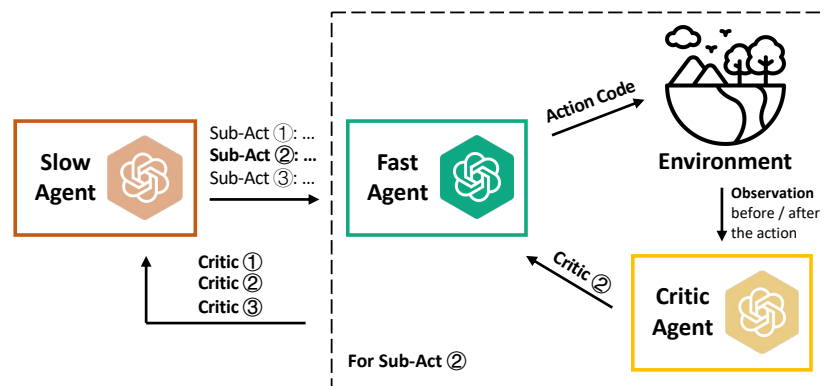 Slow
Agent
Sub-Act ①: ...
Sub-Act ②: ...
Sub-Act ③: ...
Fast
Agent
Action Code
Environment
Observation
before / after
the action
Critic ②
Critic
Agent
Critic ①
Critic ②
Critic ③
For Sub-Act ②